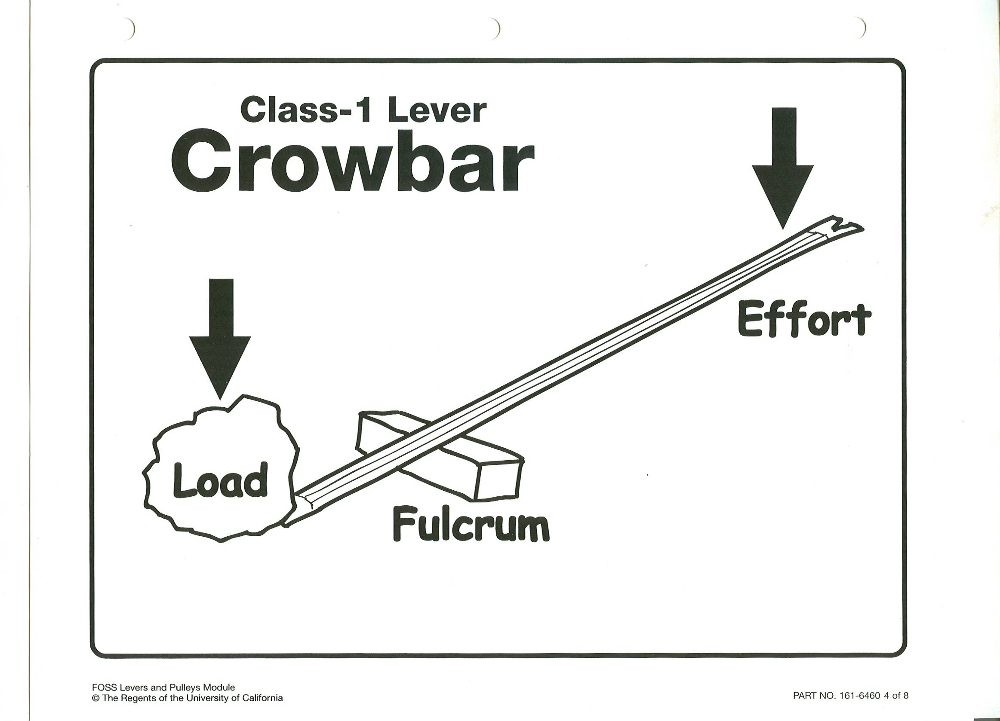 Class-1 Lever
Crowbar
Effort
Load
Fulcrum
FOSS Levers and Pulleys Module
© The Regents of the University of California
PART NO. 161-6460 4 of 8